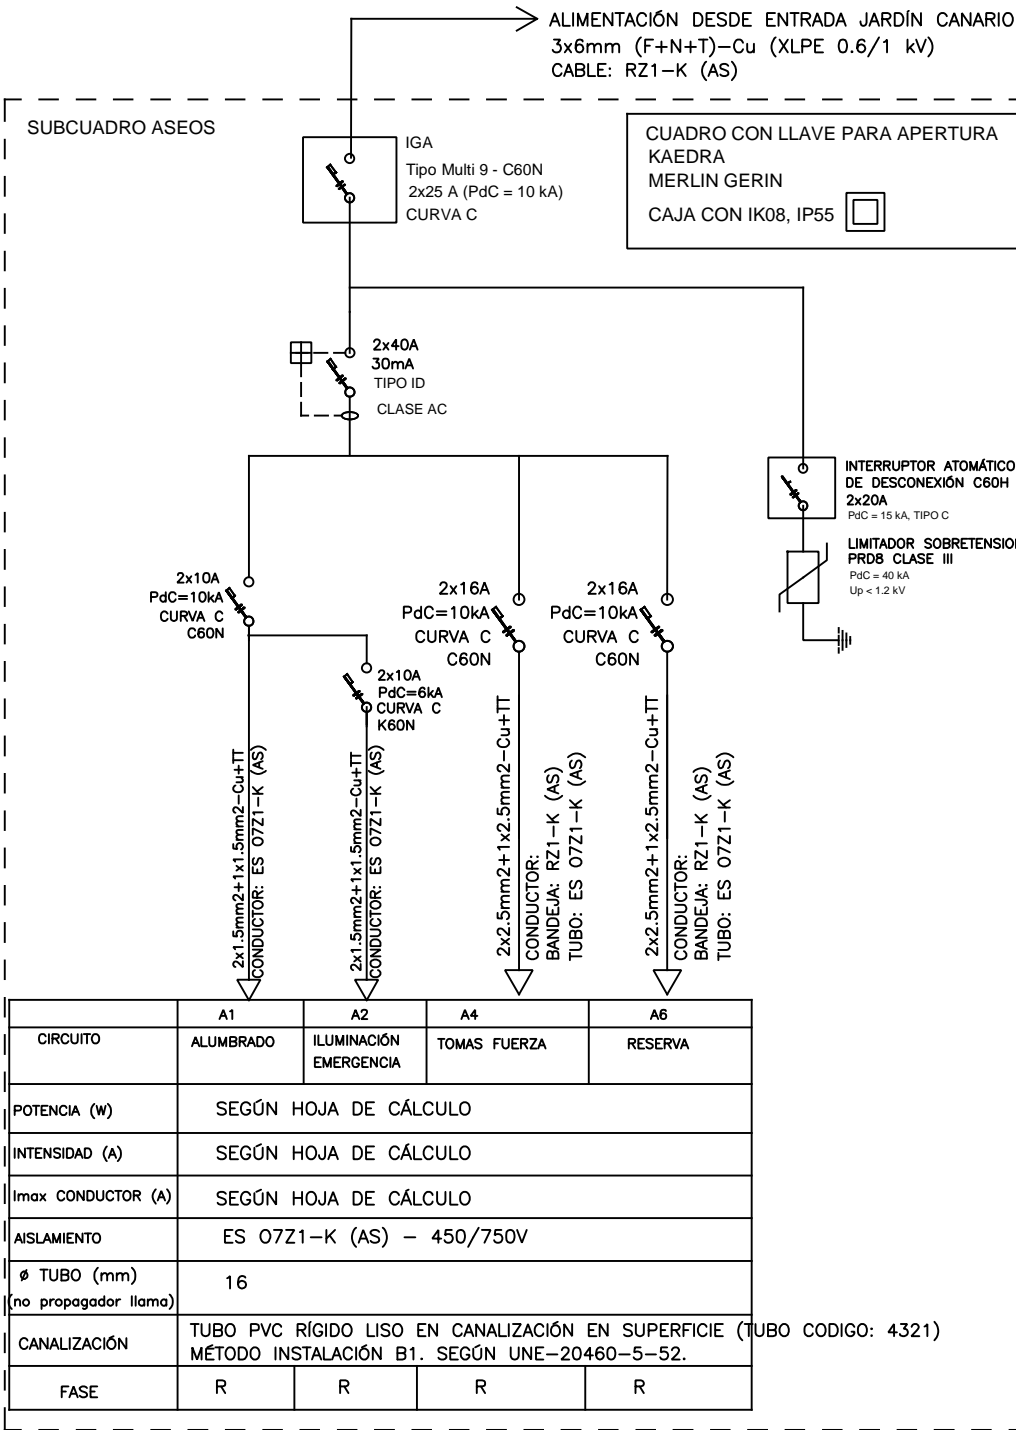 ALIMENTACIÓN DESDE ENTRADA JARDÍN CANARIO
3x6mm (F+N+T)-Cu (XLPE 0.6/1 kV)
CABLE: RZ1-K (AS)
SUBCUADRO ASEOS
IGA
Tipo Multi 9 - C60N
2x25 A (PdC = 10 kA)
CURVA C
CUADRO CON LLAVE PARA APERTURA
KAEDRA
MERLIN GERIN
CAJA CON IK08, IP55
2x40A
30mA
TIPO ID
CLASE AC
INTERRUPTOR ATOMÁTICO
DE DESCONEXIÓN C60H
2x20A
PdC = 15 kA, TIPO C
LIMITADOR SOBRETENSIO
PRD8 CLASE III
PdC = 40 kA
Up < 1.2 kV
2x10A
PdC=10kA
CURVA C
C60N
2x10A
PdC=6kA
CURVA C
K60N
2x16A
PdC=10kA
CURVA C
C60N
2x16A
PdC=10kA
CURVA C
C60N
2x1.5mm2+1x1.5mm2-Cu+TT
CONDUCTOR: ES 07Z1-K (AS)
2x1.5mm2+1x1.5mm2-Cu+TT
CONDUCTOR: ES 07Z1-K (AS)
2x2.5mm2+1x2.5mm2-Cu+TT
CONDUCTOR:
BANDEJA: RZ1-K (AS)
TUBO: ES 07Z1-K (AS)
2x2.5mm2+1x2.5mm2-Cu+TT
CONDUCTOR:
BANDEJA: RZ1-K (AS)
TUBO: ES 07Z1-K (AS)
A1 A2 A4 A6
CIRCUITO ALUMBRADO ILUMINACIÓN TOMAS FUERZA RESERVA
EMERGENCIA
POTENCIA (W) SEGÚN HOJA DE CÁLCULO
INTENSIDAD (A) SEGÚN HOJA DE CÁLCULO
Imax CONDUCTOR (A) SEGÚN HOJA DE CÁLCULO
AISLAMIENTO ES 07Z1-K (AS) - 450/750V
ø TUBO (mm) 16
(no propagador llama)
CANALIZACIÓN TUBO PVC RÍGIDO LISO EN CANALIZACIÓN EN SUPERFICIE (TUBO CODIGO: 4321)
MÉTODO INSTALACIÓN B1. SEGÚN UNE-20460-5-52.
FASE R R R R